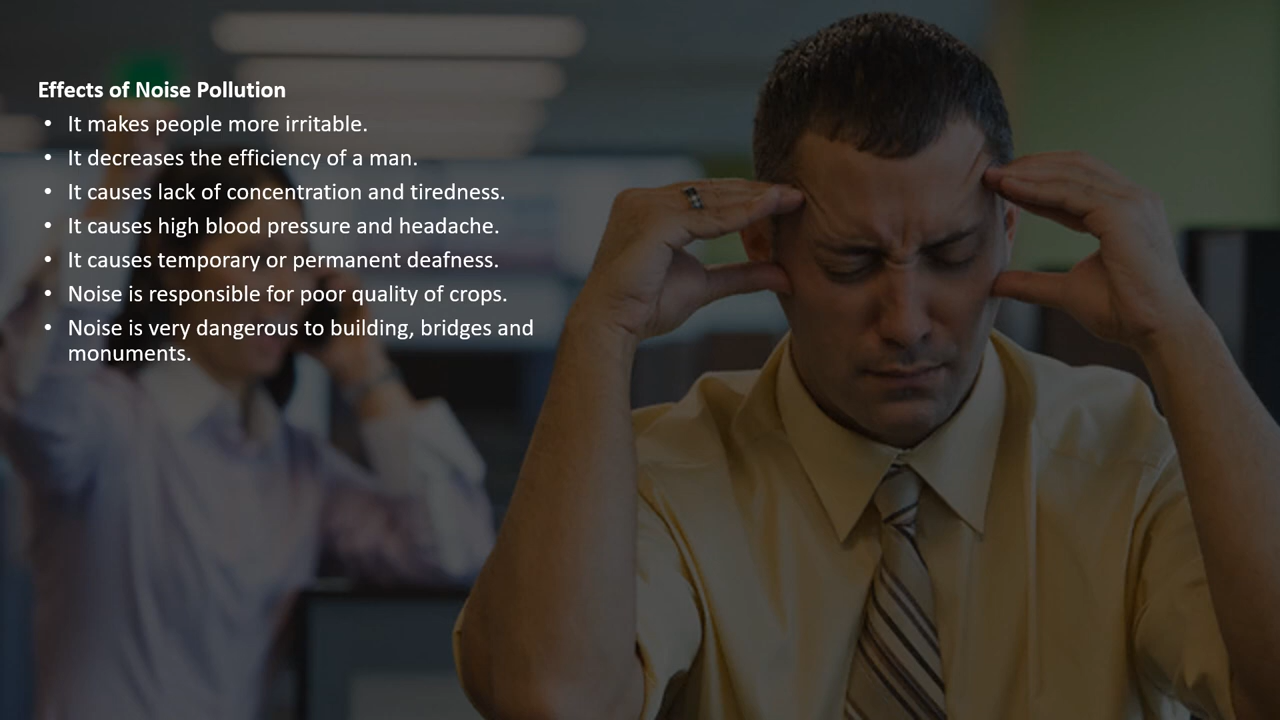 Effects of Noise Pollution
• It makes people more irritable.
• It decreases the efficiency of a man.
• It causes lack of concentration and tiredness.
• It causes high blood pressure and headache.
• It causes temporary or permanent deafness.
• Noise is responsible for poor quality of crops.
• Noise is very dangerous to building, bridges and
monuments.